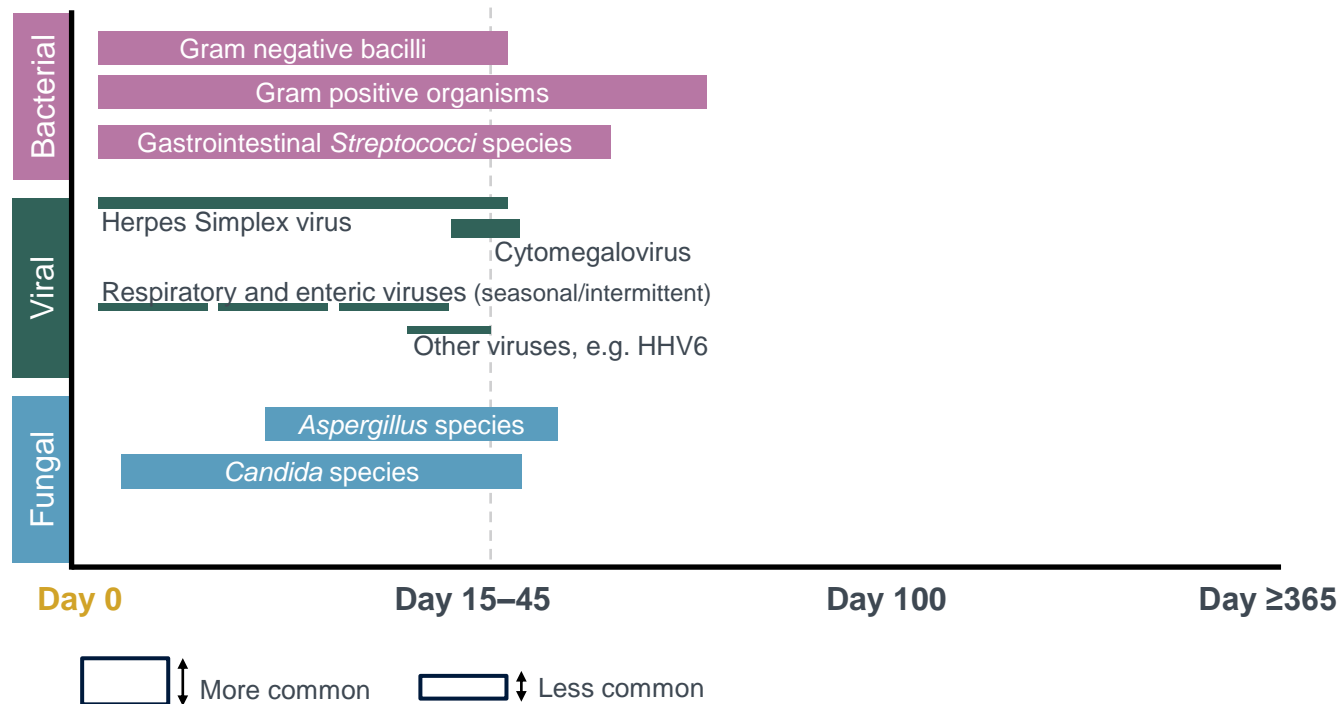 Bacterial
Gram negative bacilli
Gram positive organisms
Gastrointestinal Streptococci species
Viral
Herpes Simplex virus
Cytomegalovirus
Respiratory and enteric viruses (seasonal/intermittent)
Other viruses, e.g. HHV6
Fungal
Aspergillus species
Candida species
Day 0
Day 15–45
Day 100
Day ≥365
More common
Less common